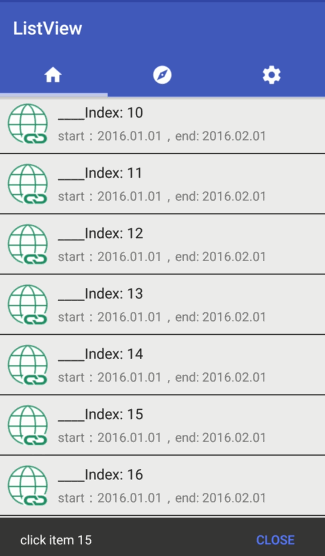 ListView
____Index: 10
start : 2016.01.01 , end: 2016.02.01
____Index: 11
start : 2016.01.01 , end: 2016.02.01
____Index: 12
start : 2016.01.01 , end: 2016.02.01
____Index: 13
start : 2016.01.01 , end: 2016.02.01
____Index: 14
start : 2016.01.01 , end: 2016.02.01
____Index: 15
start : 2016.01.01 , end: 2016.02.01
____Index: 16
start : 2016.01.01 , end: 2016.02.01
click item 15 CLOSE